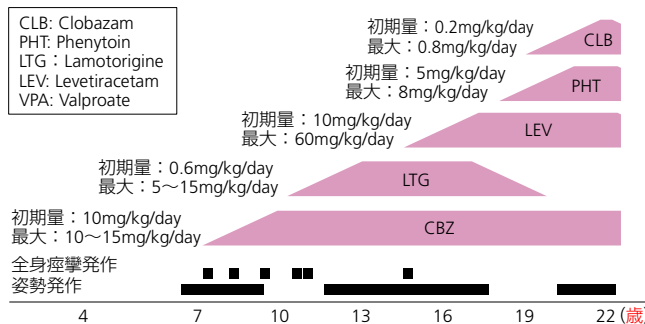 CLB: Clobazam
PHT: Phenytoin
LTG：Lamotorigine
LEV: Levetiracetam
VPA: Valproate
初期量：0.2mg/kg/day
最大：0.8mg/kg/day
CLB
初期量：5mg/kg/day
最大：8mg/kg/day
PHT
初期量：10mg/kg/day
最大：60mg/kg/day
LEV
初期量：0.6mg/kg/day
最大：5～15mg/kg/day
LTG
初期量：10mg/kg/day
最大：10～15mg/kg/day
CBZ
全身痙攣発作
姿勢発作
4 7 10 13 16 19 22 (歳)